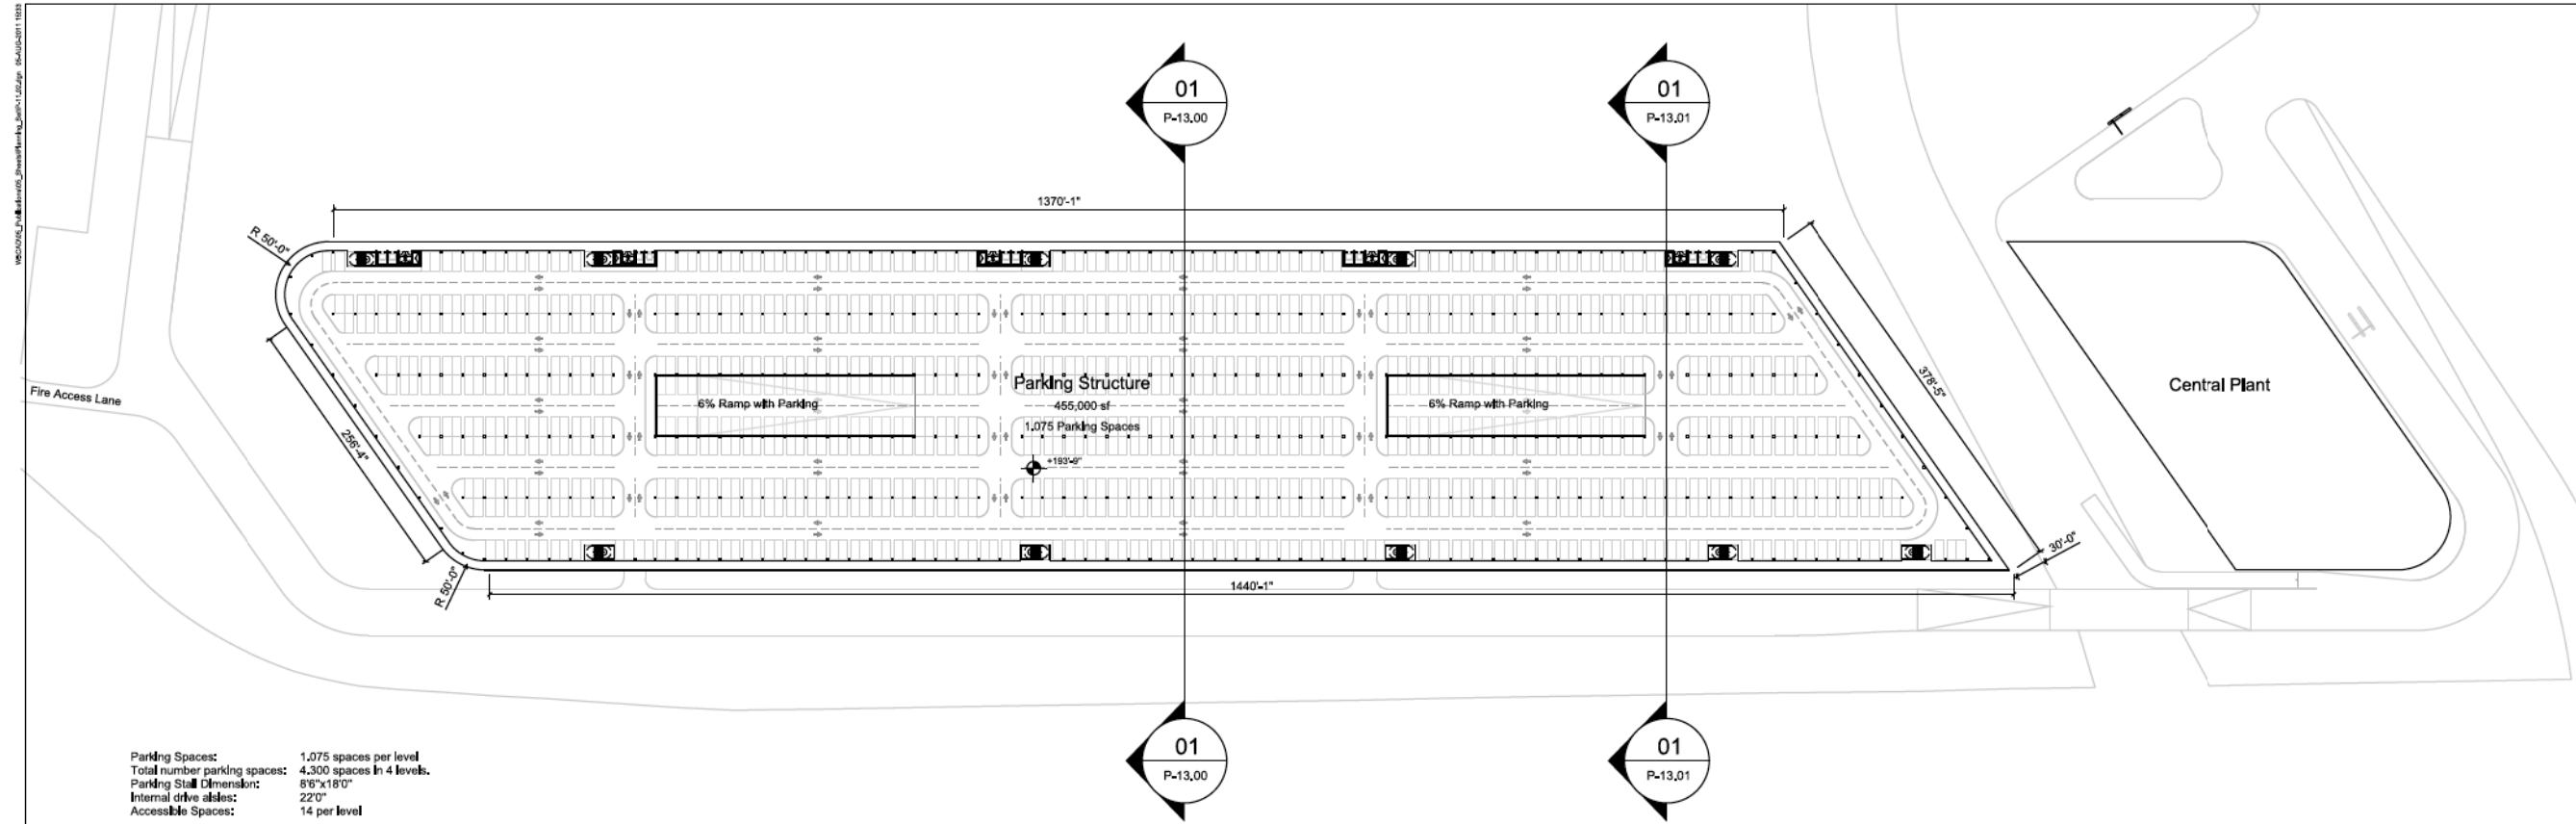 01
P-13.00
01
P-13.01
1370'-1"
R 50'-0"
378'-5"
Fire Access Lane
256'-4"
6% Ramp with Parking
Parking Structure
455,000 sf
1.075 Parking Spaces
6% Ramp with Parking
Central Plant
+193'-9"
R 50'-0"
1440'-1"
30'-0"
01
P-13.00
01
P-13.01
Parking Spaces: 1.075 spaces per level
Total number parking spaces: 4.300 spaces in 4 levels.
Parking Stall Dimension: 8'6"x18'0"
Internal drive aisles: 22'0"
Accessible Spaces: 14 per level